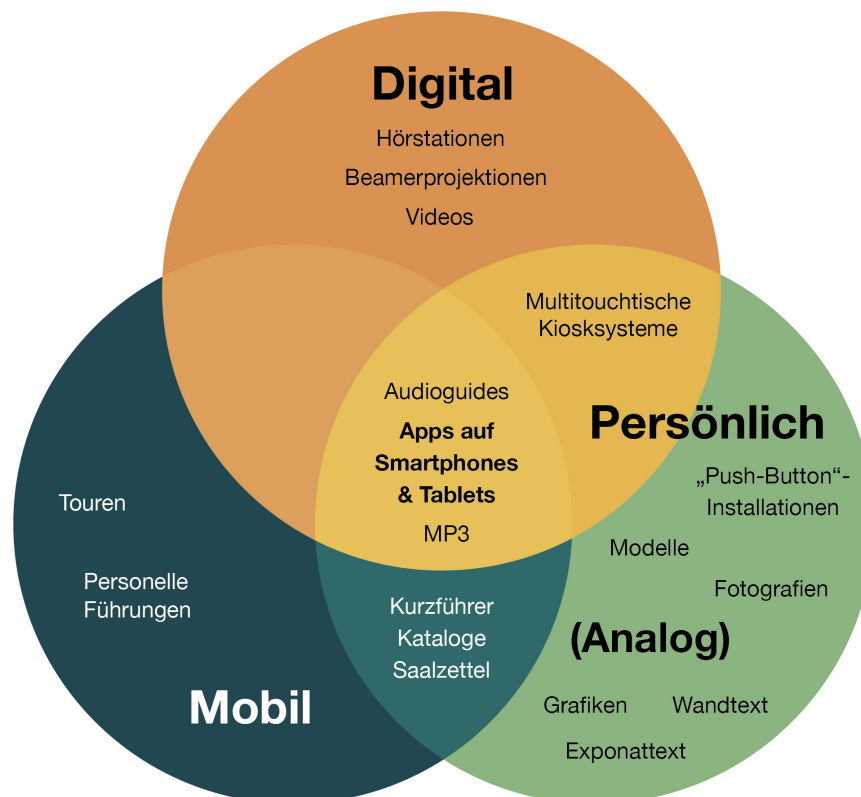 Digital
Hörstationen
Beamerprojektionen
Videos
Multitouchtische
Kiosksysteme
Audioguides
Apps auf
Smartphones
& Tablets
MP3
Persönlich
„Push-Button“-
Installationen
Modelle
Fotografien
(Analog)
Grafiken
Wandtext
Exponattext
Touren
Personelle
Führungen
Kurzführer
Kataloge
Saalzettel
Mobil